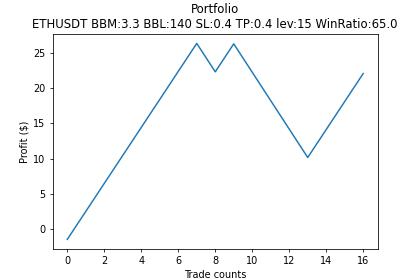 Portfolio
ETHUSDT BBM:3.3 BBL:140 SL:0.4 TP:0.4 lev:15 WinRatio:65.0
25
20
15
10
5
0
Profit ($)
0 2 4 6 8 10 12 14 16
Trade counts